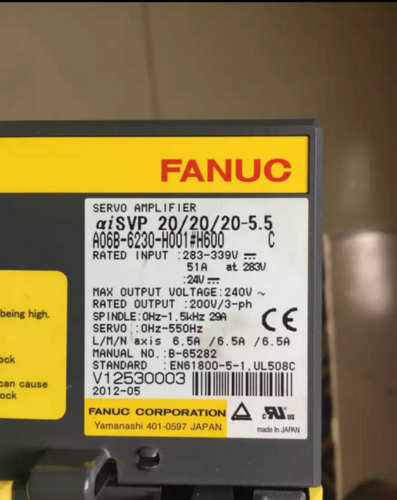 FANUC
SERVO AMPLIFIER
αiSVP 20/20/20-5.5
A06B-6230-H001#H600 C
RATED INPUT :283-339V ⎓
51A at 283V
:24V ⎓
MAX OUTPUT VOLTAGE:240V ~
RATED OUTPUT :200V/3-ph
SPINDLE:0Hz-1.5kHz 29A
SERVO :0Hz-550Hz
CE
L/M/N axis 6.5A /6.5A /6.5A
MANUAL NO.:B-65282
STANDARD :EN61800-5-1,UL508C
V12530003
2012-05
FANUC CORPORATION
Yamanashi 401-0597 JAPAN
c UL US
made in JAPAN
being high.
ock
can cause
ock